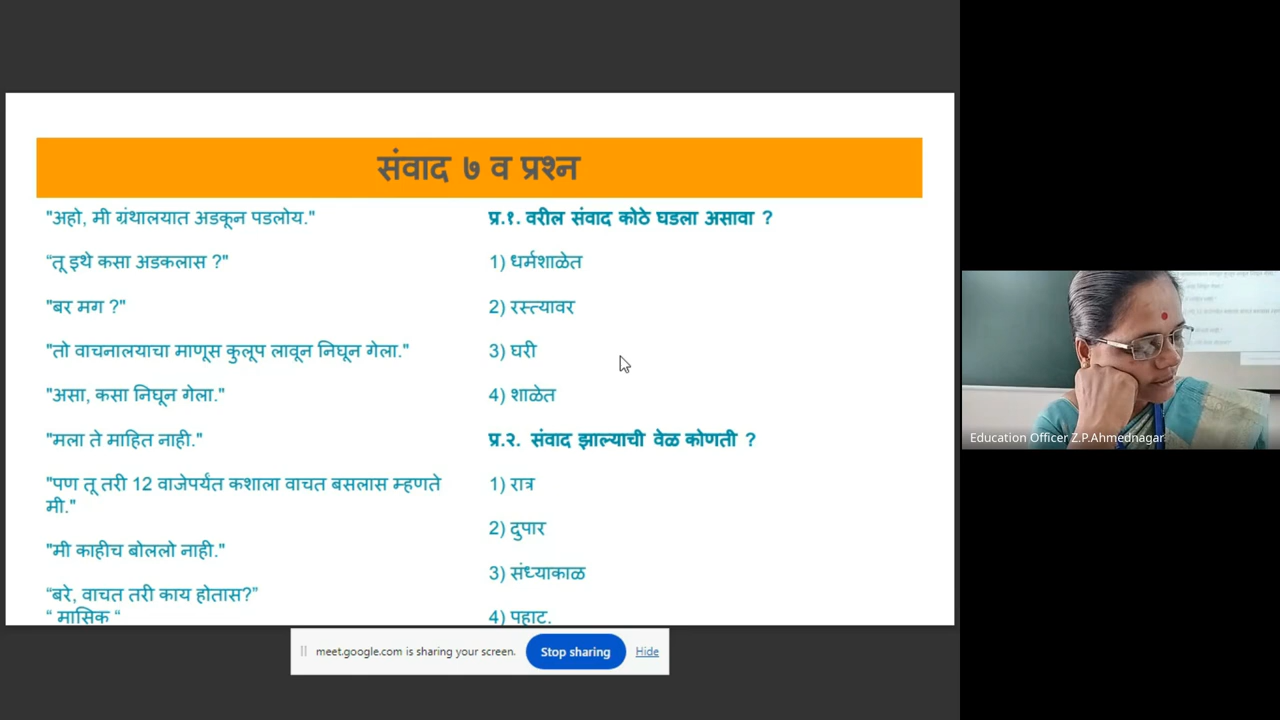 संवाद ७ व प्रश्न
"अहो, मी ग्रंथालयात अडकून पडलोय."
“तू इथे कसा अडकलास ?"
"बर मग ?"
"तो वाचनालयाचा माणूस कुलूप लावून निघून गेला."
"असा, कसा निघून गेला."
"मला ते माहित नाही."
"पण तू तरी 12 वाजेपर्यंत कशाला वाचत बसलास म्हणते
मी."
"मी काहीच बोललो नाही."
“बरे, वाचत तरी काय होतास?”
“ मासिक “
प्र.१. वरील संवाद कोठे घडला असावा ?
1) धर्मशाळेत
2) रस्त्यावर
3) घरी
4) शाळेत
प्र.२. संवाद झाल्याची वेळ कोणती ?
1) रात्र
2) दुपार
3) संध्याकाळ
4) पहाट.
Education Officer Z.P.Ahmednagar
meet.google.com is sharing your screen.
Stop sharing
Hide